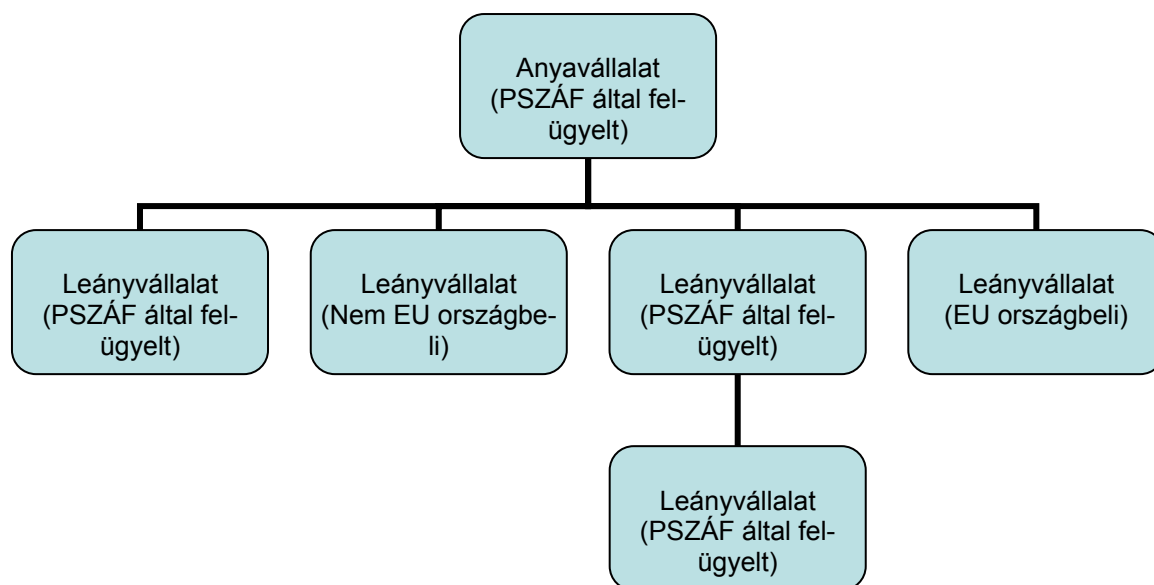 Anyavállalat
(PSZÁF által fel-
ügyelt)
Leányvállalat
(PSZÁF által fel-
ügyelt)
Leányvállalat
(Nem EU országbe-
li)
Leányvállalat
(PSZÁF által fel-
ügyelt)
Leányvállalat
(EU országbeli)
Leányvállalat
(PSZÁF által fel-
ügyelt)